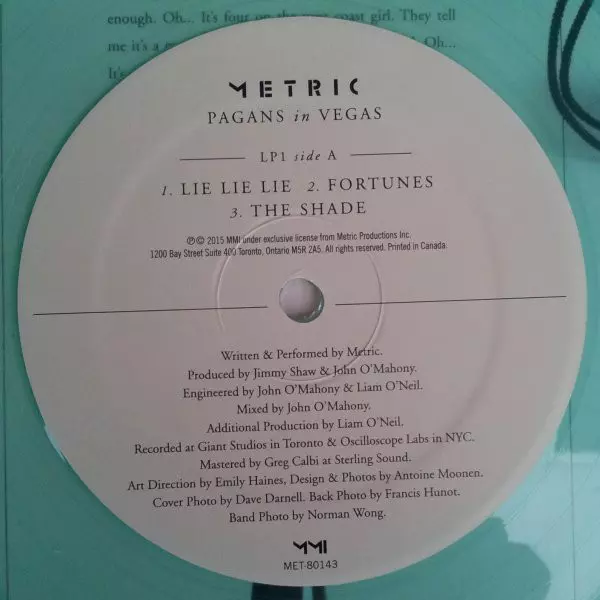 enough. Oh... It's four on the coast girl. They tell
me it's a Oh...
It's
METRIC
PAGANS in VEGAS
LP1 side A
1. LIE LIE LIE 2. FORTUNES
3. THE SHADE
℗© 2015 MMI under exclusive license from Metric Productions Inc.
1200 Bay Street Suite 400 Toronto, Ontario M5R 2A5. All rights reserved. Printed in Canada.
Written & Performed by Metric.
Produced by Jimmy Shaw & John O'Mahony.
Engineered by John O'Mahony & Liam O'Neil.
Mixed by John O'Mahony.
Additional Production by Liam O'Neil.
Recorded at Giant Studios in Toronto & Oscilloscope Labs in NYC.
Mastered by Greg Calbi at Sterling Sound.
Art Direction by Emily Haines, Design & Photos by Antoine Moonen.
Cover Photo by Dave Darnell. Back Photo by Francis Hunot.
Band Photo by Norman Wong.
MMI
MET-80143